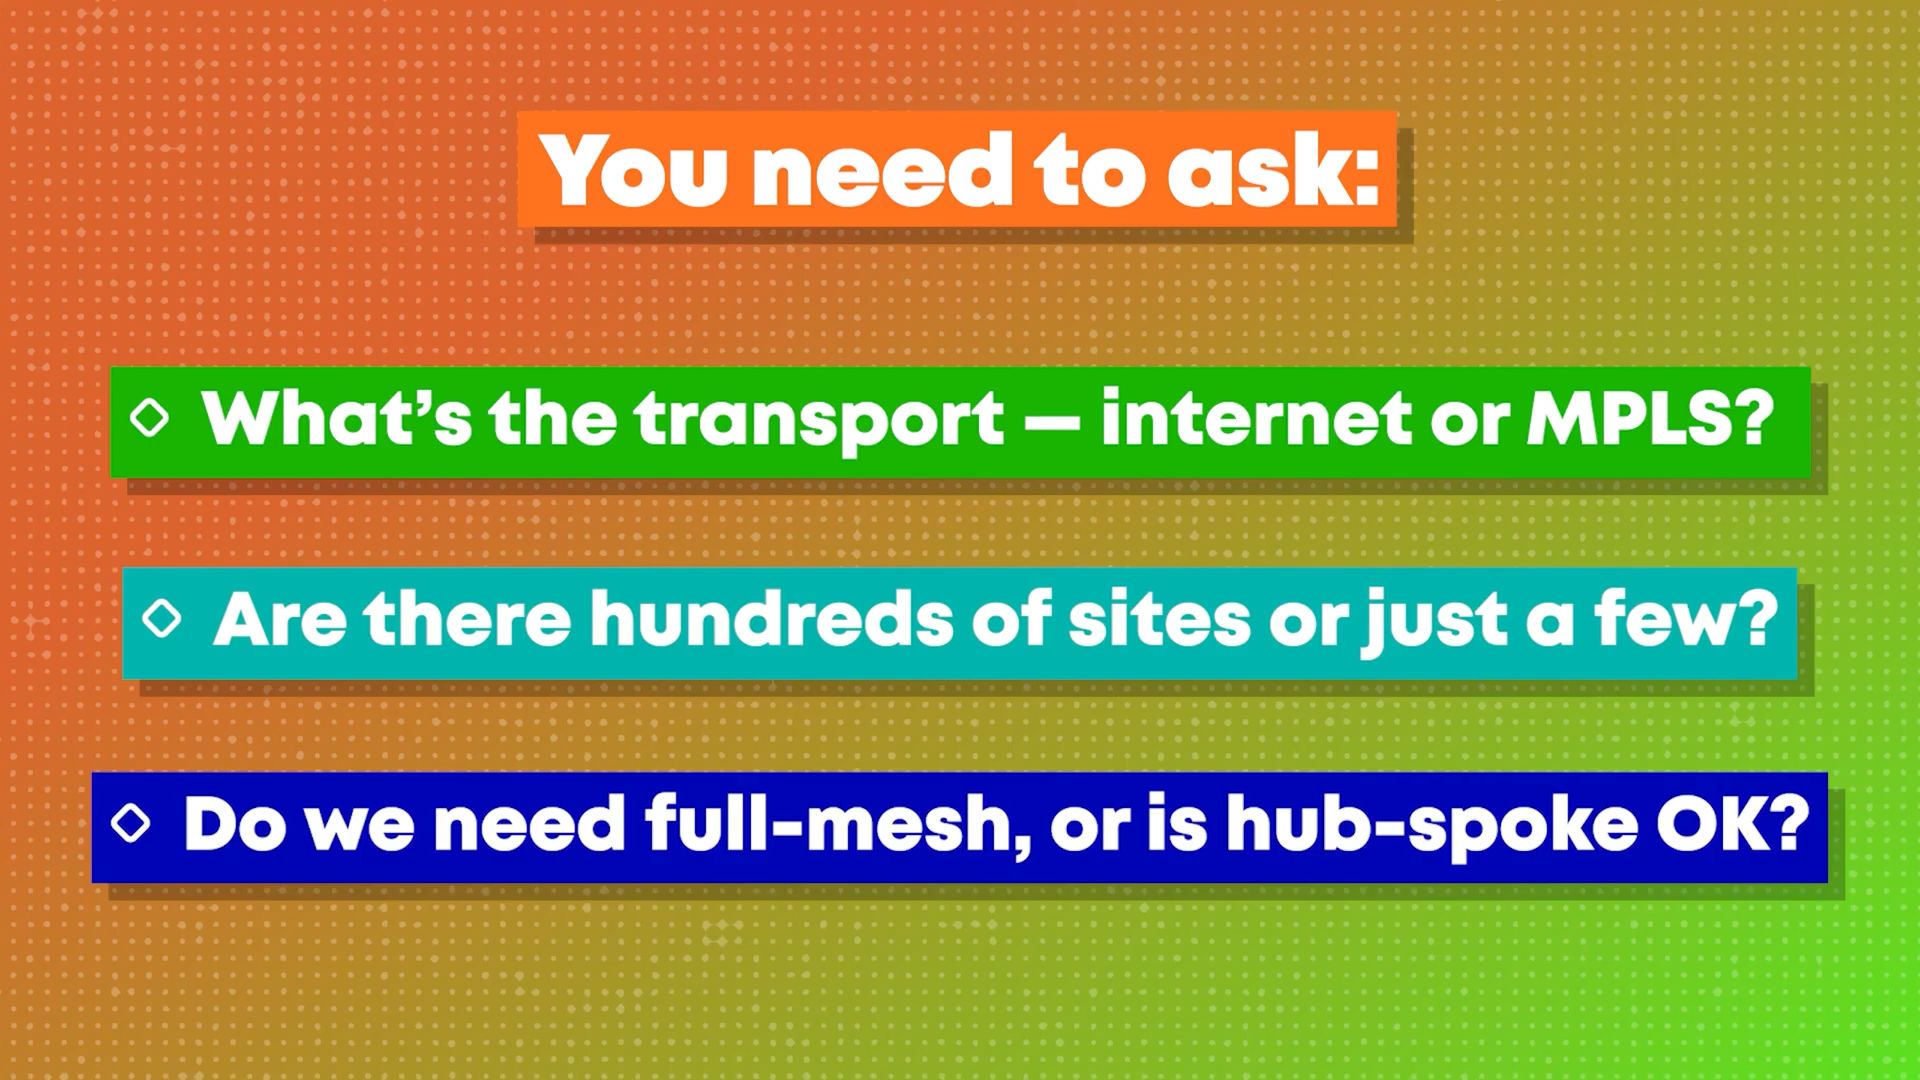 You need to ask:
What’s the transport — internet or MPLS?
Are there hundreds of sites or just a few?
Do we need full-mesh, or is hub-spoke OK?